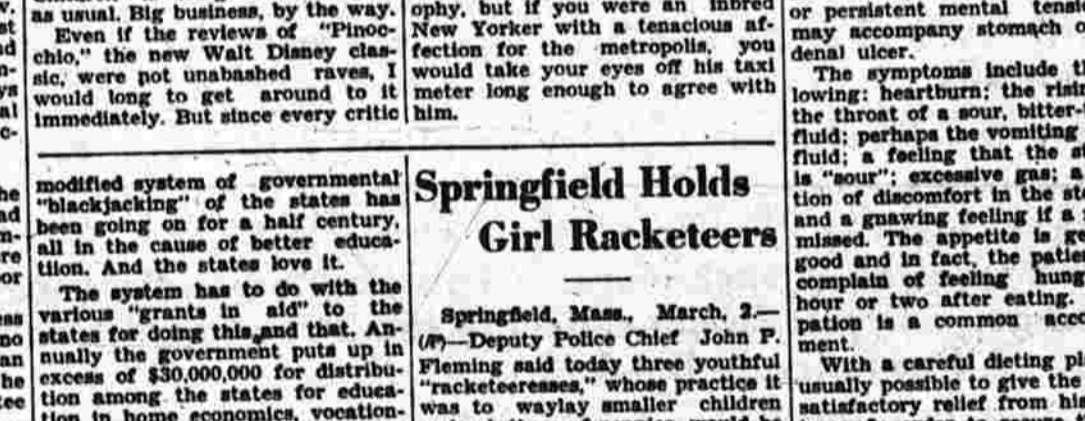 as usual. Big business, by the way.
Even if the reviews of "Pinoc-
chio," the new Walt Disney clas-
sic, were not unabashed raves, I
would long to get around to it
immediately. But since every critic
ophy, but if you were an inbred
New Yorker with a tenacious af-
fection for the metropolis, you
would take your eyes off his taxi
meter long enough to agree with
him.
modified system of governmental
"blackjacking" of the states has
been going on for a half century,
all in the cause of better educa-
tiion. And the states love it.
The system has to do with the
various "grants in aid" to the
states for doing this and that. An-
nually the government puts up in
excess of $30,000,000 for distribu-
tion among the states for educa-
tion in home economics, vocation-
Springfield Holds
Girl Racketeers
Springfield, Mass., March, 2.—
(AP)—Deputy Police Chief John P.
Fleming said today three youthful
"racketeeresses," whose practice it
was to waylay smaller children
or persistent mental
may accompany stomach
denal ulcer.
The symptoms include
lowing: heartburn; the
the throat of a sour, bitter-
fluid; perhaps the vomiting
fluid; a feeling that the
is "sour"; excessive gas; a
tion of discomfort in the
and a gnawing feeling if a
missed. The appetite is
good and in fact, the
complain of feeling
hour or two after eating.
pation is a common
ment.
With a careful dieting
usually possible to give the
satisfactory relief from